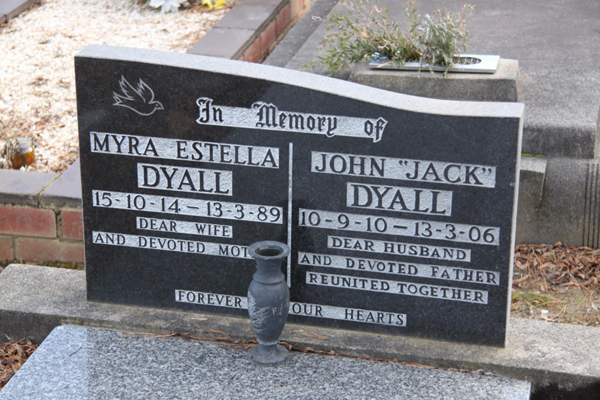 In Memory of
MYRA ESTELLA
DYALL
15-10-14-13-3-89
DEAR WIFE
AND DEVOTED
JOHN "JACK"
DYALL
10-9-10-13-3-06
DEAR HUSBAND
AND DEVOTED FATHER
REUNITED TOGETHER
FOREVER OUR HEARTS